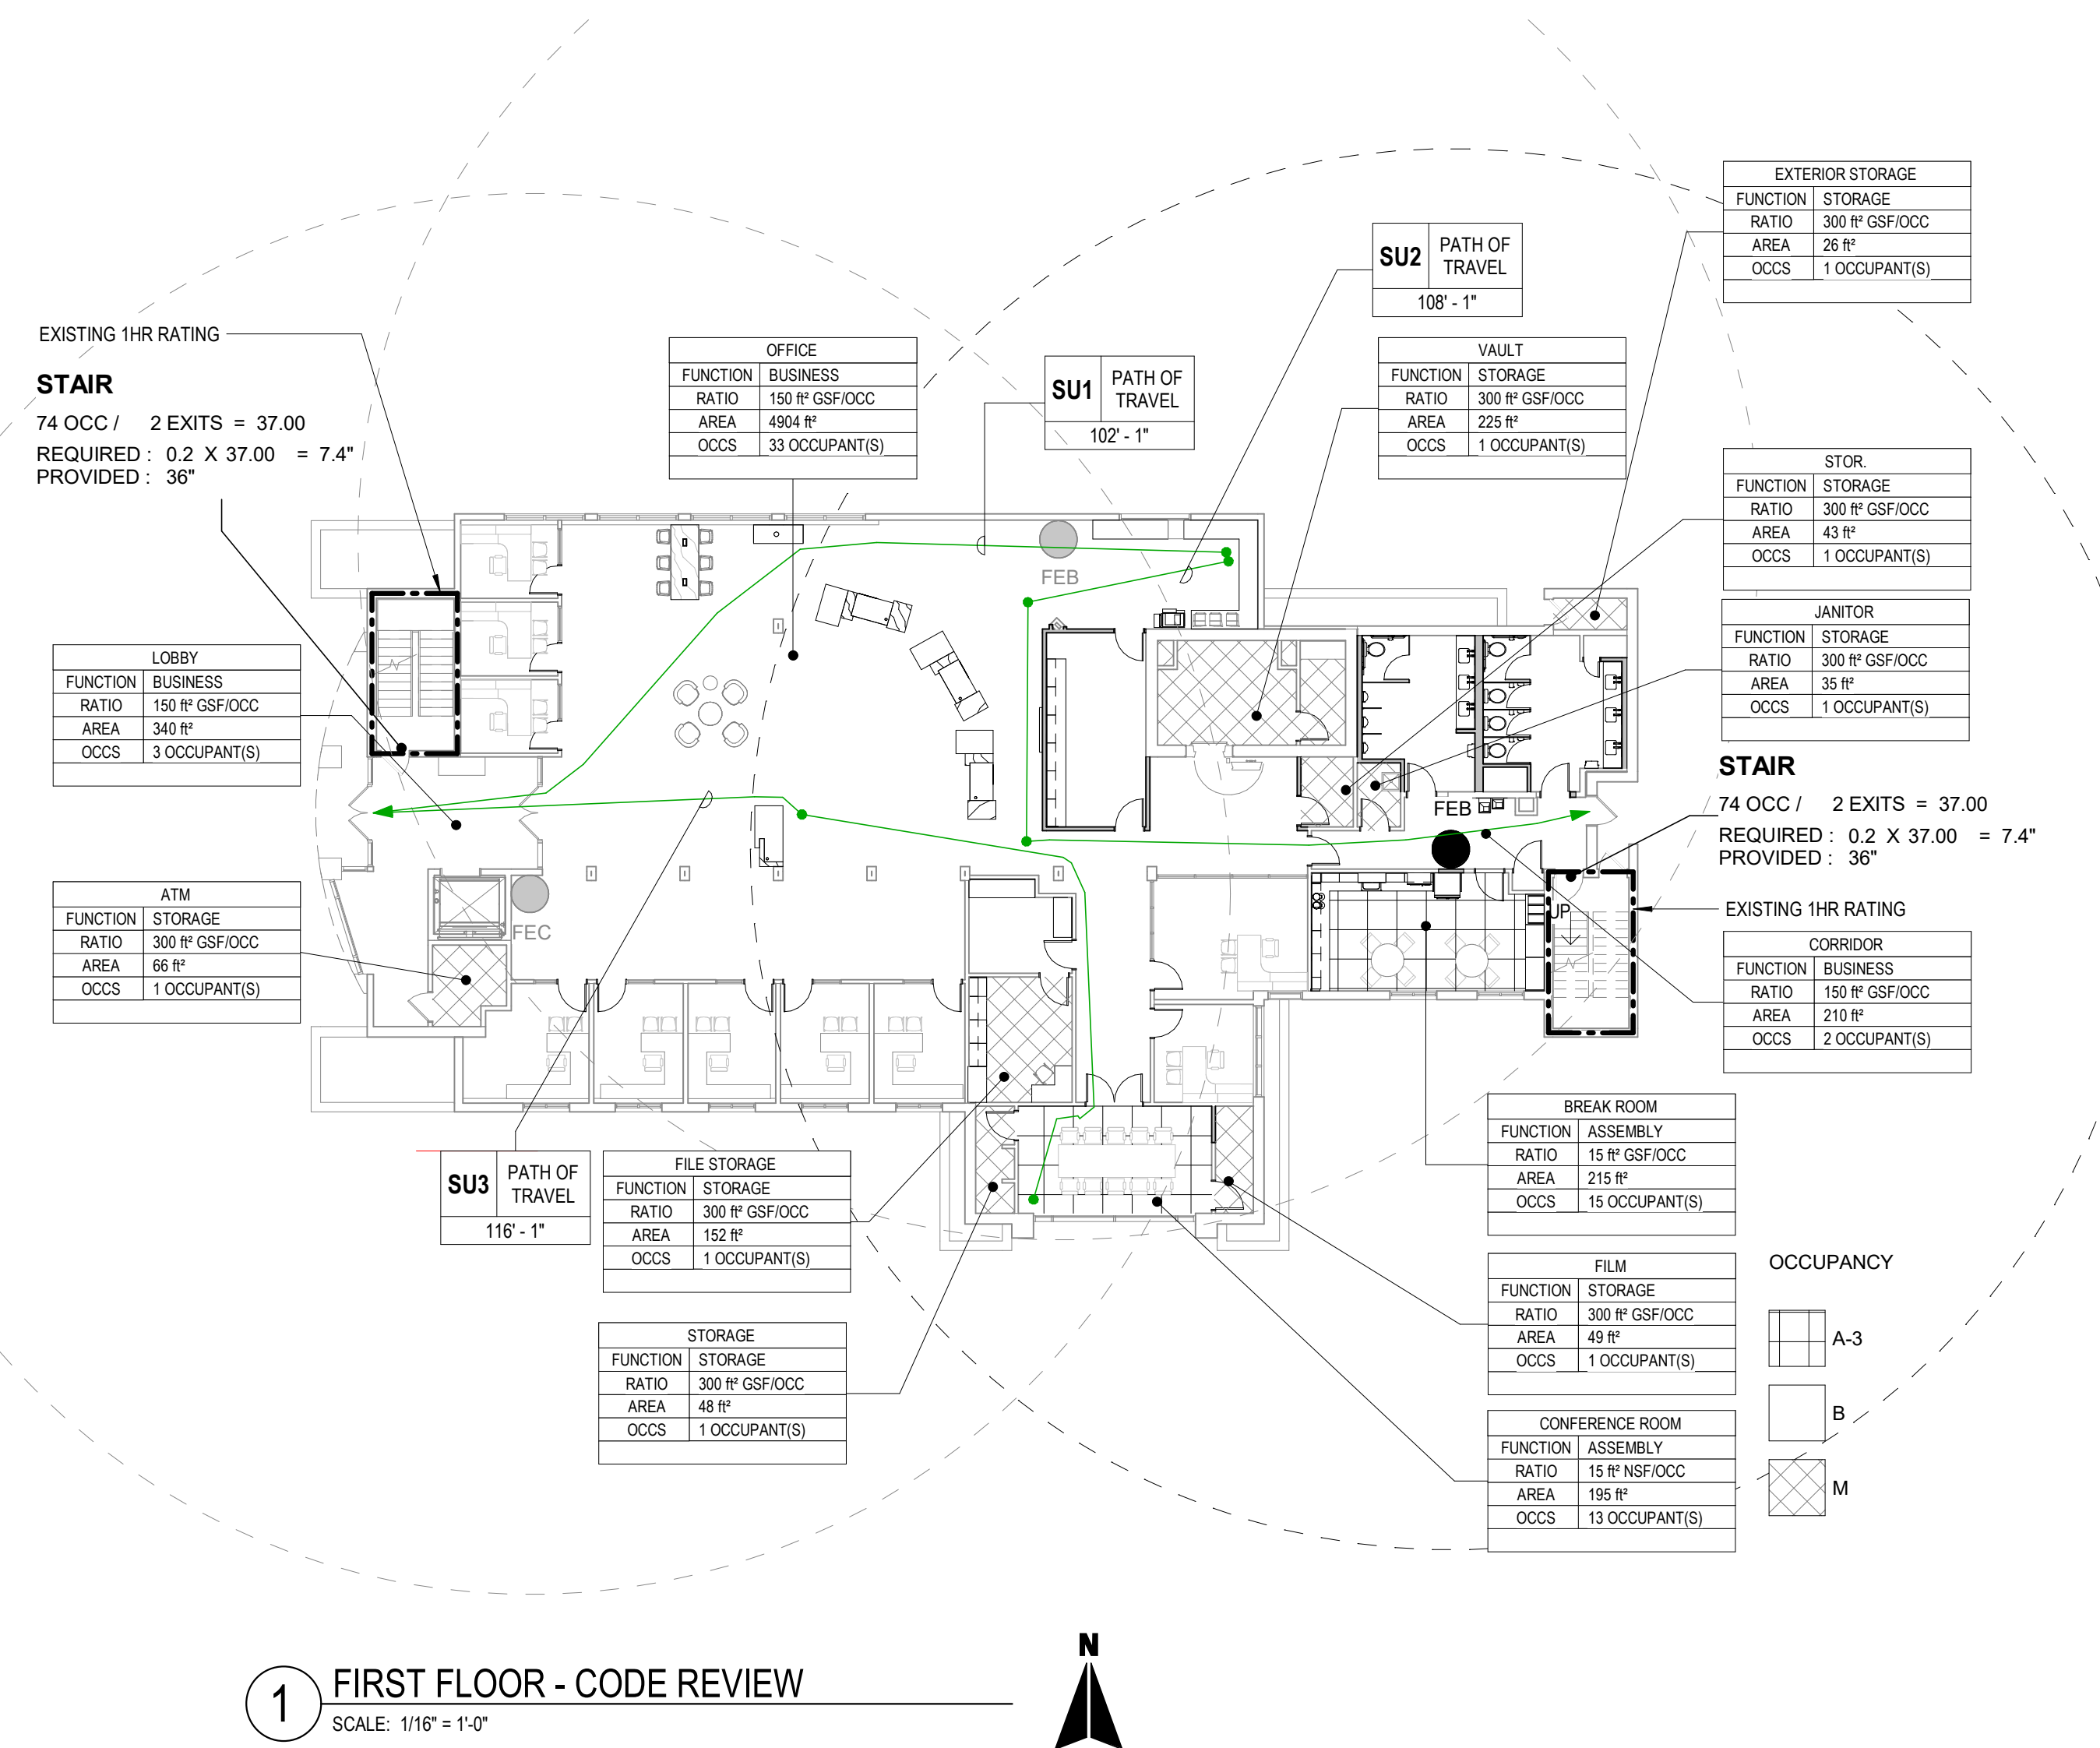 EXTERIOR STORAGE
FUNCTION STORAGE
RATIO 300 ft² GSF/OCC
AREA 26 ft²
OCCS 1 OCCUPANT(S)
SU2 PATH OF TRAVEL
108' - 1"
EXISTING 1HR RATING
STAIR
74 OCC / 2 EXITS = 37.00
REQUIRED : 0.2 X 37.00 = 7.4"
PROVIDED : 36"
OFFICE
FUNCTION BUSINESS
RATIO 150 ft² GSF/OCC
AREA 4904 ft²
OCCS 33 OCCUPANT(S)
SU1 PATH OF TRAVEL
102' - 1"
VAULT
FUNCTION STORAGE
RATIO 300 ft² GSF/OCC
AREA 225 ft²
OCCS 1 OCCUPANT(S)
STOR.
FUNCTION STORAGE
RATIO 300 ft² GSF/OCC
AREA 43 ft²
OCCS 1 OCCUPANT(S)
FEB
JANITOR
FUNCTION STORAGE
RATIO 300 ft² GSF/OCC
AREA 35 ft²
OCCS 1 OCCUPANT(S)
LOBBY
FUNCTION BUSINESS
RATIO 150 ft² GSF/OCC
AREA 340 ft²
OCCS 3 OCCUPANT(S)
STAIR
74 OCC / 2 EXITS = 37.00
REQUIRED : 0.2 X 37.00 = 7.4"
PROVIDED : 36"
FEB
ATM
FUNCTION STORAGE
RATIO 300 ft² GSF/OCC
AREA 66 ft²
OCCS 1 OCCUPANT(S)
FEC
UP
EXISTING 1HR RATING
CORRIDOR
FUNCTION BUSINESS
RATIO 150 ft² GSF/OCC
AREA 210 ft²
OCCS 2 OCCUPANT(S)
BREAK ROOM
FUNCTION ASSEMBLY
RATIO 15 ft² GSF/OCC
AREA 215 ft²
OCCS 15 OCCUPANT(S)
SU3 PATH OF TRAVEL
116' - 1"
FILE STORAGE
FUNCTION STORAGE
RATIO 300 ft² GSF/OCC
AREA 152 ft²
OCCS 1 OCCUPANT(S)
FILM
FUNCTION STORAGE
RATIO 300 ft² GSF/OCC
AREA 49 ft²
OCCS 1 OCCUPANT(S)
OCCUPANCY
A-3
B
M
STORAGE
FUNCTION STORAGE
RATIO 300 ft² GSF/OCC
AREA 48 ft²
OCCS 1 OCCUPANT(S)
CONFERENCE ROOM
FUNCTION ASSEMBLY
RATIO 15 ft² NSF/OCC
AREA 195 ft²
OCCS 13 OCCUPANT(S)
N
1 FIRST FLOOR - CODE REVIEW
SCALE: 1/16" = 1'-0"